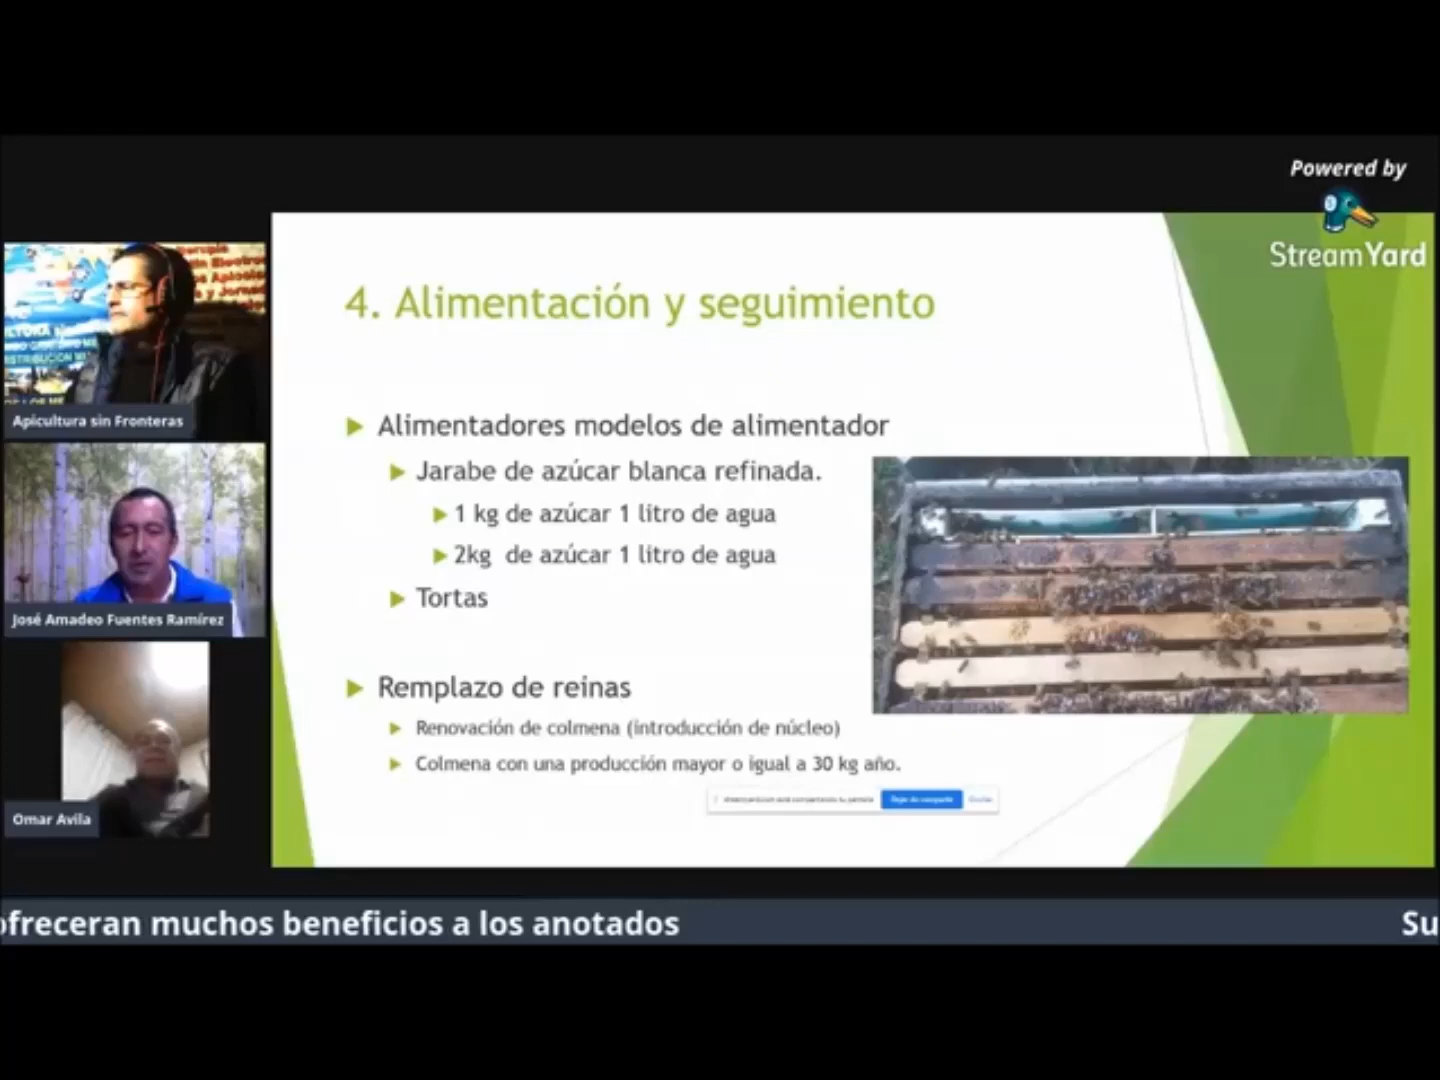 Powered by
StreamYard
4. Alimentación y seguimiento
Alimentadores modelos de alimentador
Jarabe de azúcar blanca refinada.
1 kg de azúcar 1 litro de agua
2kg de azúcar 1 litro de agua
Tortas
Remplazo de reinas
Renovación de colmena (introducción de núcleo)
Colmena con una producción mayor o igual a 30 kg año.
Apicultura sin Fronteras
José Amadeo Fuentes Ramírez
Omar Avila
ofreceran muchos beneficios a los anotados
Su